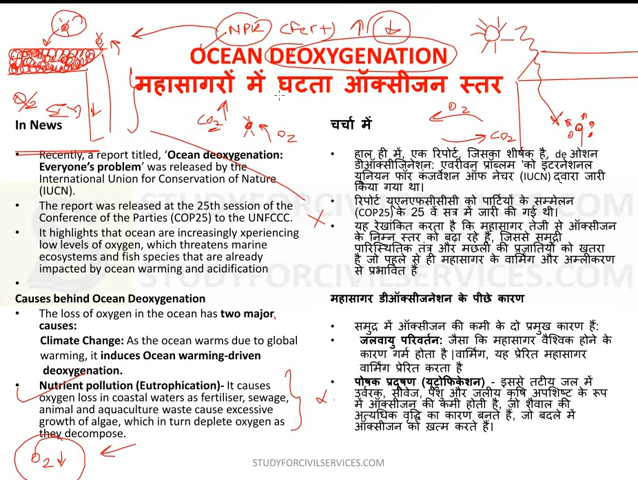 NPK (Fert) ↑ ↓
OCEAN DEOXYGENATION
महासागरों में घटता ऑक्सीजन स्तर
CO₂
O₂
O₂
CO₂
In News
चर्चा में
Recently, a report titled, ‘Ocean deoxygenation:
Everyone’s problem’ was released by the
International Union for Conservation of Nature
(IUCN).
The report was released at the 25th session of the
Conference of the Parties (COP25) to the UNFCCC.
It highlights that ocean are increasingly xperiencing
low levels of oxygen, which threatens marine
ecosystems and fish species that are already
impacted by ocean warming and acidification
हाल ही में, एक रिपोर्ट, जिसका शीर्षक है, de ओशन
डीऑक्सीजिनेशन: एवरीवन प्रॉब्लम 'को इंटरनेशनल
यूनियन फॉर कंजर्वेशन ऑफ नेचर (IUCN) द्वारा जारी
किया गया था।
रिपोर्ट यूएनएफसीसीसी को पार्टियों के सम्मेलन
(COP25) के 25 वें सत्र में जारी की गई थी।
यह रेखांकित करता है कि महासागर तेजी से ऑक्सीजन
के निम्न स्तर को बढ़ा रहे हैं, जिससे समुद्री
पारिस्थितिक तंत्र और मछली की प्रजातियों को खतरा
है जो पहले से ही महासागर के वार्मिंग और अम्लीकरण
से प्रभावित हैं
Causes behind Ocean Deoxygenation
The loss of oxygen in the ocean has two major
causes:
Climate Change: As the ocean warms due to global
warming, it induces Ocean warming-driven
deoxygenation.
Nutrient pollution (Eutrophication)- It causes
oxygen loss in coastal waters as fertiliser, sewage,
animal and aquaculture waste cause excessive
growth of algae, which in turn deplete oxygen as
they decompose.
महासागर डीऑक्सीजनेशन के पीछे कारण
समुद्र में ऑक्सीजन की कमी के दो प्रमुख कारण हैं:
जलवायु परिवर्तन: जैसा कि महासागर वैश्विक होने के
कारण गर्म होता है |वार्मिंग, यह प्रेरित महासागर
वार्मिंग प्रेरित करता है
पोषक प्रदूषण (यूट्रोफिकेशन) - इससे तटीय जल में
उर्वरक, सीवेज, पशु और जलीय कृषि अपशिष्ट के रूप
में ऑक्सीजन की कमी होती है, जो शैवाल की
अत्यधिक वृद्धि का कारण बनते हैं, जो बदले में
ऑक्सीजन को ख़त्म करते हैं।
O₂ ↓
STUDYFORCIVILSERVICES.COM
STUDYFORCIVILSERVICES.COM